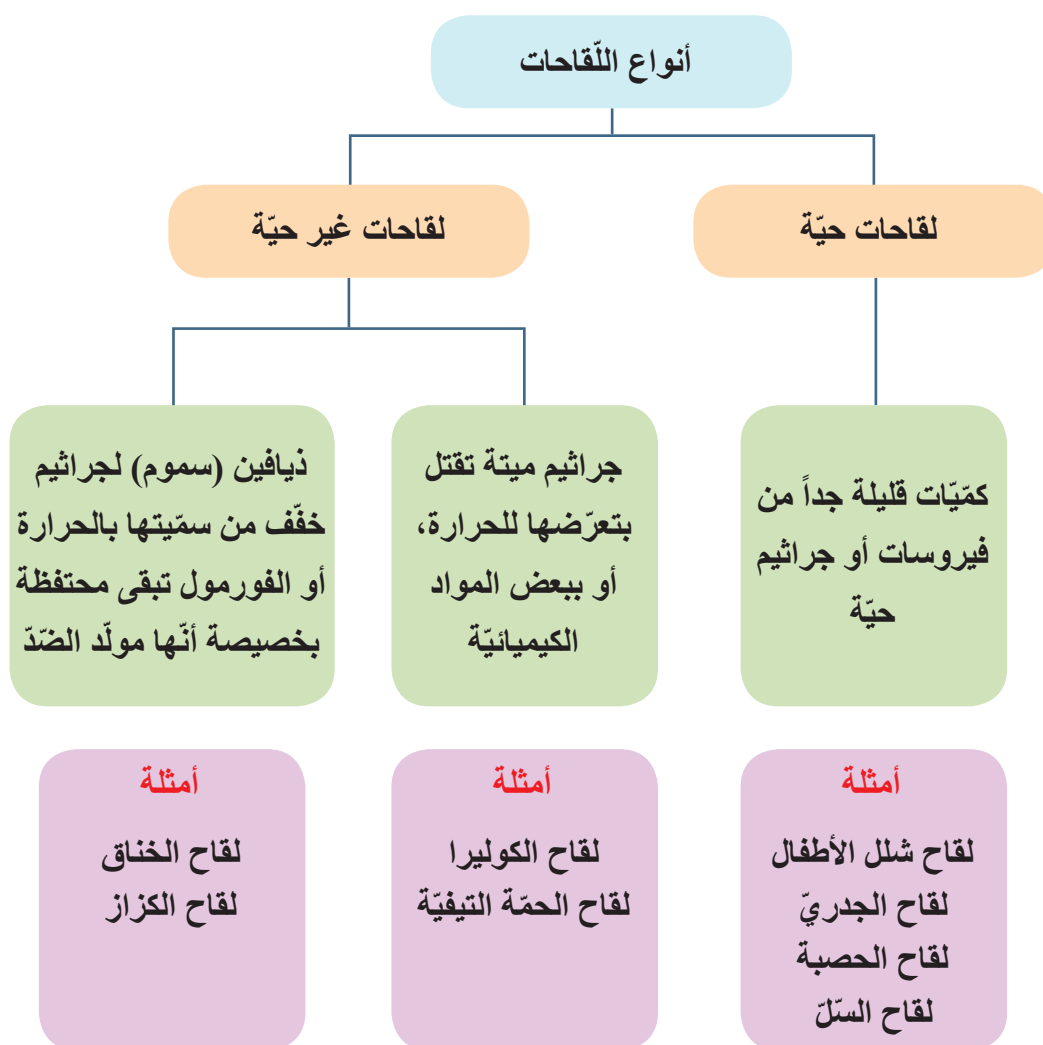 أنواع اللّقاحات
لقاحات حيّة
لقاحات غير حيّة
كمّيّات قليلة جداً من
فيروسات أو جراثيم
حيّة
جراثيم ميتة تقتل
بتعرّضها للحرارة،
أو ببعض المواد
الكيميائيّة
ذيافين (سموم) لجراثيم
خفّف من سمّيتها بالحرارة
أو الفورمول تبقى محتفظة
بخصيصة أنّها مولّد الضّدّ
أمثلة
لقاح شلل الأطفال
لقاح الجدريّ
لقاح الحصبة
لقاح السّلّ
أمثلة
لقاح الكوليرا
لقاح الحمّة التيفيّة
أمثلة
لقاح الخناق
لقاح الكزاز